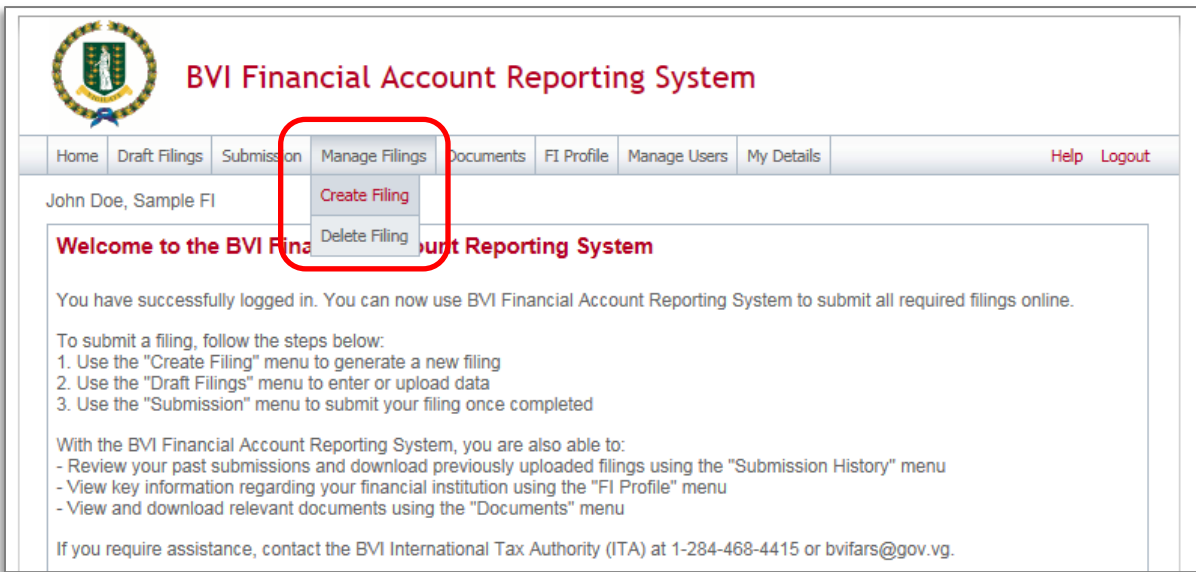 VIGILATE
BVI Financial Account Reporting System
Home Draft Filings Submission Manage Filings Documents FI Profile Manage Users My Details Help Logout
John Doe, Sample FI
Create Filing
Delete Filing
Welcome to the BVI Fina unt Reporting System
You have successfully logged in. You can now use BVI Financial Account Reporting System to submit all required filings online.
To submit a filing, follow the steps below:
1. Use the "Create Filing" menu to generate a new filing
2. Use the "Draft Filings" menu to enter or upload data
3. Use the "Submission" menu to submit your filing once completed
With the BVI Financial Account Reporting System, you are also able to:
- Review your past submissions and download previously uploaded filings using the "Submission History" menu
- View key information regarding your financial institution using the "FI Profile" menu
- View and download relevant documents using the "Documents" menu
If you require assistance, contact the BVI International Tax Authority (ITA) at 1-284-468-4415 or bvifars@gov.vg.